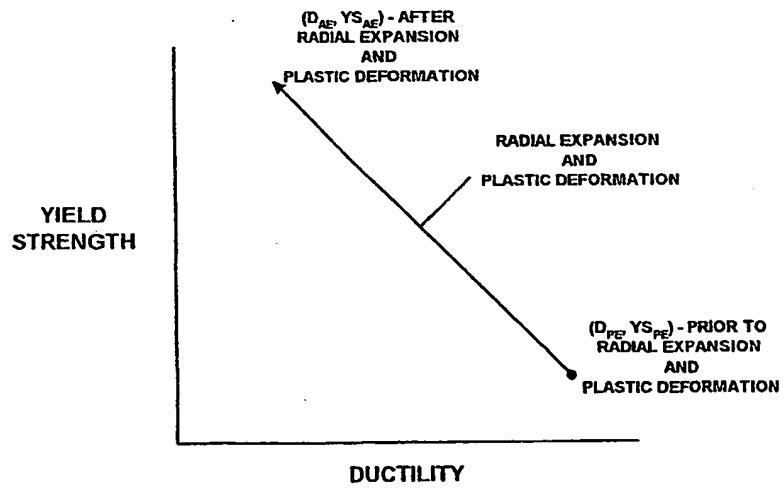 (D_AE, YS_AE) - AFTER
RADIAL EXPANSION
AND
PLASTIC DEFORMATION
RADIAL EXPANSION
AND
PLASTIC DEFORMATION
YIELD
STRENGTH
(D_PE, YS_PE) - PRIOR TO
RADIAL EXPANSION
AND
PLASTIC DEFORMATION
DUCTILITY